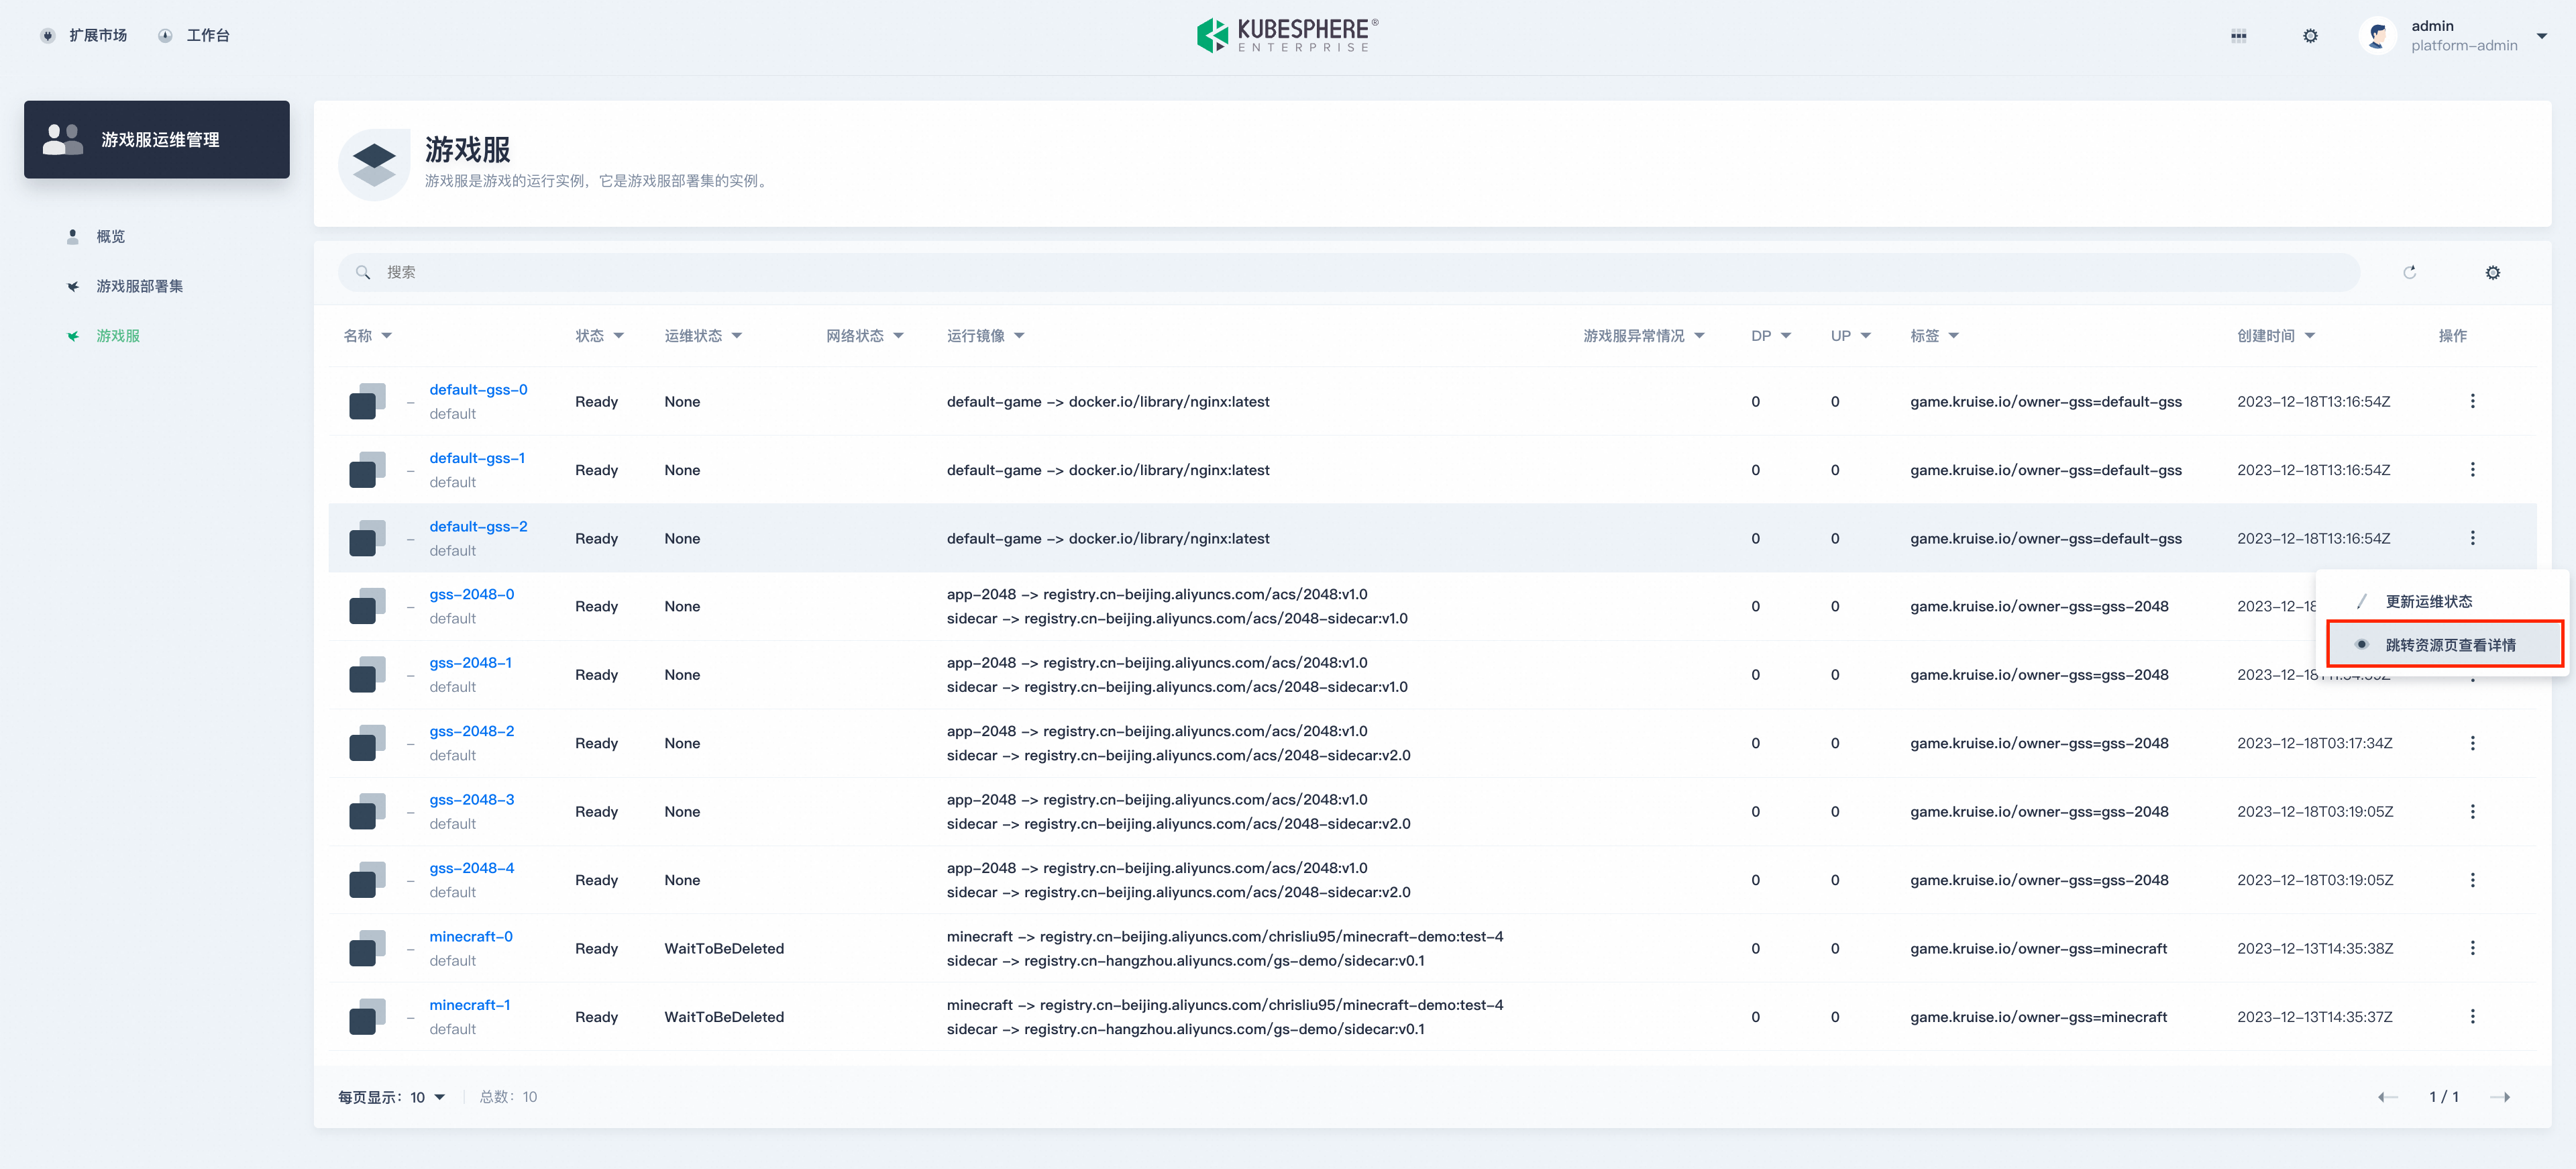 扩展市场 工作台
KUBESPHERE®
ENTERPRISE
admin
platform-admin
游戏服运维管理
概览
游戏服部署集
游戏服
游戏服
游戏服是游戏的运行实例，它是游戏服部署集的实例。
搜索
名称 状态 运维状态 网络状态 运行镜像 游戏服异常情况 DP UP 标签 创建时间 操作
– default-gss-0 Ready None default-game -> docker.io/library/nginx:latest 0 0 game.kruise.io/owner-gss=default-gss 2023-12-18T13:16:54Z
default
– default-gss-1 Ready None default-game -> docker.io/library/nginx:latest 0 0 game.kruise.io/owner-gss=default-gss 2023-12-18T13:16:54Z
default
– default-gss-2 Ready None default-game -> docker.io/library/nginx:latest 0 0 game.kruise.io/owner-gss=default-gss 2023-12-18T13:16:54Z
default
更新运维状态
跳转资源页查看详情
– gss-2048-0 Ready None app-2048 -> registry.cn-beijing.aliyuncs.com/acs/2048:v1.0 0 0 game.kruise.io/owner-gss=gss-2048 2023-12-18
default sidecar -> registry.cn-beijing.aliyuncs.com/acs/2048-sidecar:v1.0
– gss-2048-1 Ready None app-2048 -> registry.cn-beijing.aliyuncs.com/acs/2048:v1.0 0 0 game.kruise.io/owner-gss=gss-2048 2023-12-18
default sidecar -> registry.cn-beijing.aliyuncs.com/acs/2048-sidecar:v1.0
– gss-2048-2 Ready None app-2048 -> registry.cn-beijing.aliyuncs.com/acs/2048:v1.0 0 0 game.kruise.io/owner-gss=gss-2048 2023-12-18T03:17:34Z
default sidecar -> registry.cn-beijing.aliyuncs.com/acs/2048-sidecar:v2.0
– gss-2048-3 Ready None app-2048 -> registry.cn-beijing.aliyuncs.com/acs/2048:v1.0 0 0 game.kruise.io/owner-gss=gss-2048 2023-12-18T03:19:05Z
default sidecar -> registry.cn-beijing.aliyuncs.com/acs/2048-sidecar:v2.0
– gss-2048-4 Ready None app-2048 -> registry.cn-beijing.aliyuncs.com/acs/2048:v1.0 0 0 game.kruise.io/owner-gss=gss-2048 2023-12-18T03:19:05Z
default sidecar -> registry.cn-beijing.aliyuncs.com/acs/2048-sidecar:v2.0
– minecraft-0 Ready WaitToBeDeleted minecraft -> registry.cn-beijing.aliyuncs.com/chrisliu95/minecraft-demo:test-4 0 0 game.kruise.io/owner-gss=minecraft 2023-12-13T14:35:38Z
default sidecar -> registry.cn-hangzhou.aliyuncs.com/gs-demo/sidecar:v0.1
– minecraft-1 Ready WaitToBeDeleted minecraft -> registry.cn-beijing.aliyuncs.com/chrisliu95/minecraft-demo:test-4 0 0 game.kruise.io/owner-gss=minecraft 2023-12-13T14:35:37Z
default sidecar -> registry.cn-hangzhou.aliyuncs.com/gs-demo/sidecar:v0.1
每页显示：10 总数：10 1 / 1